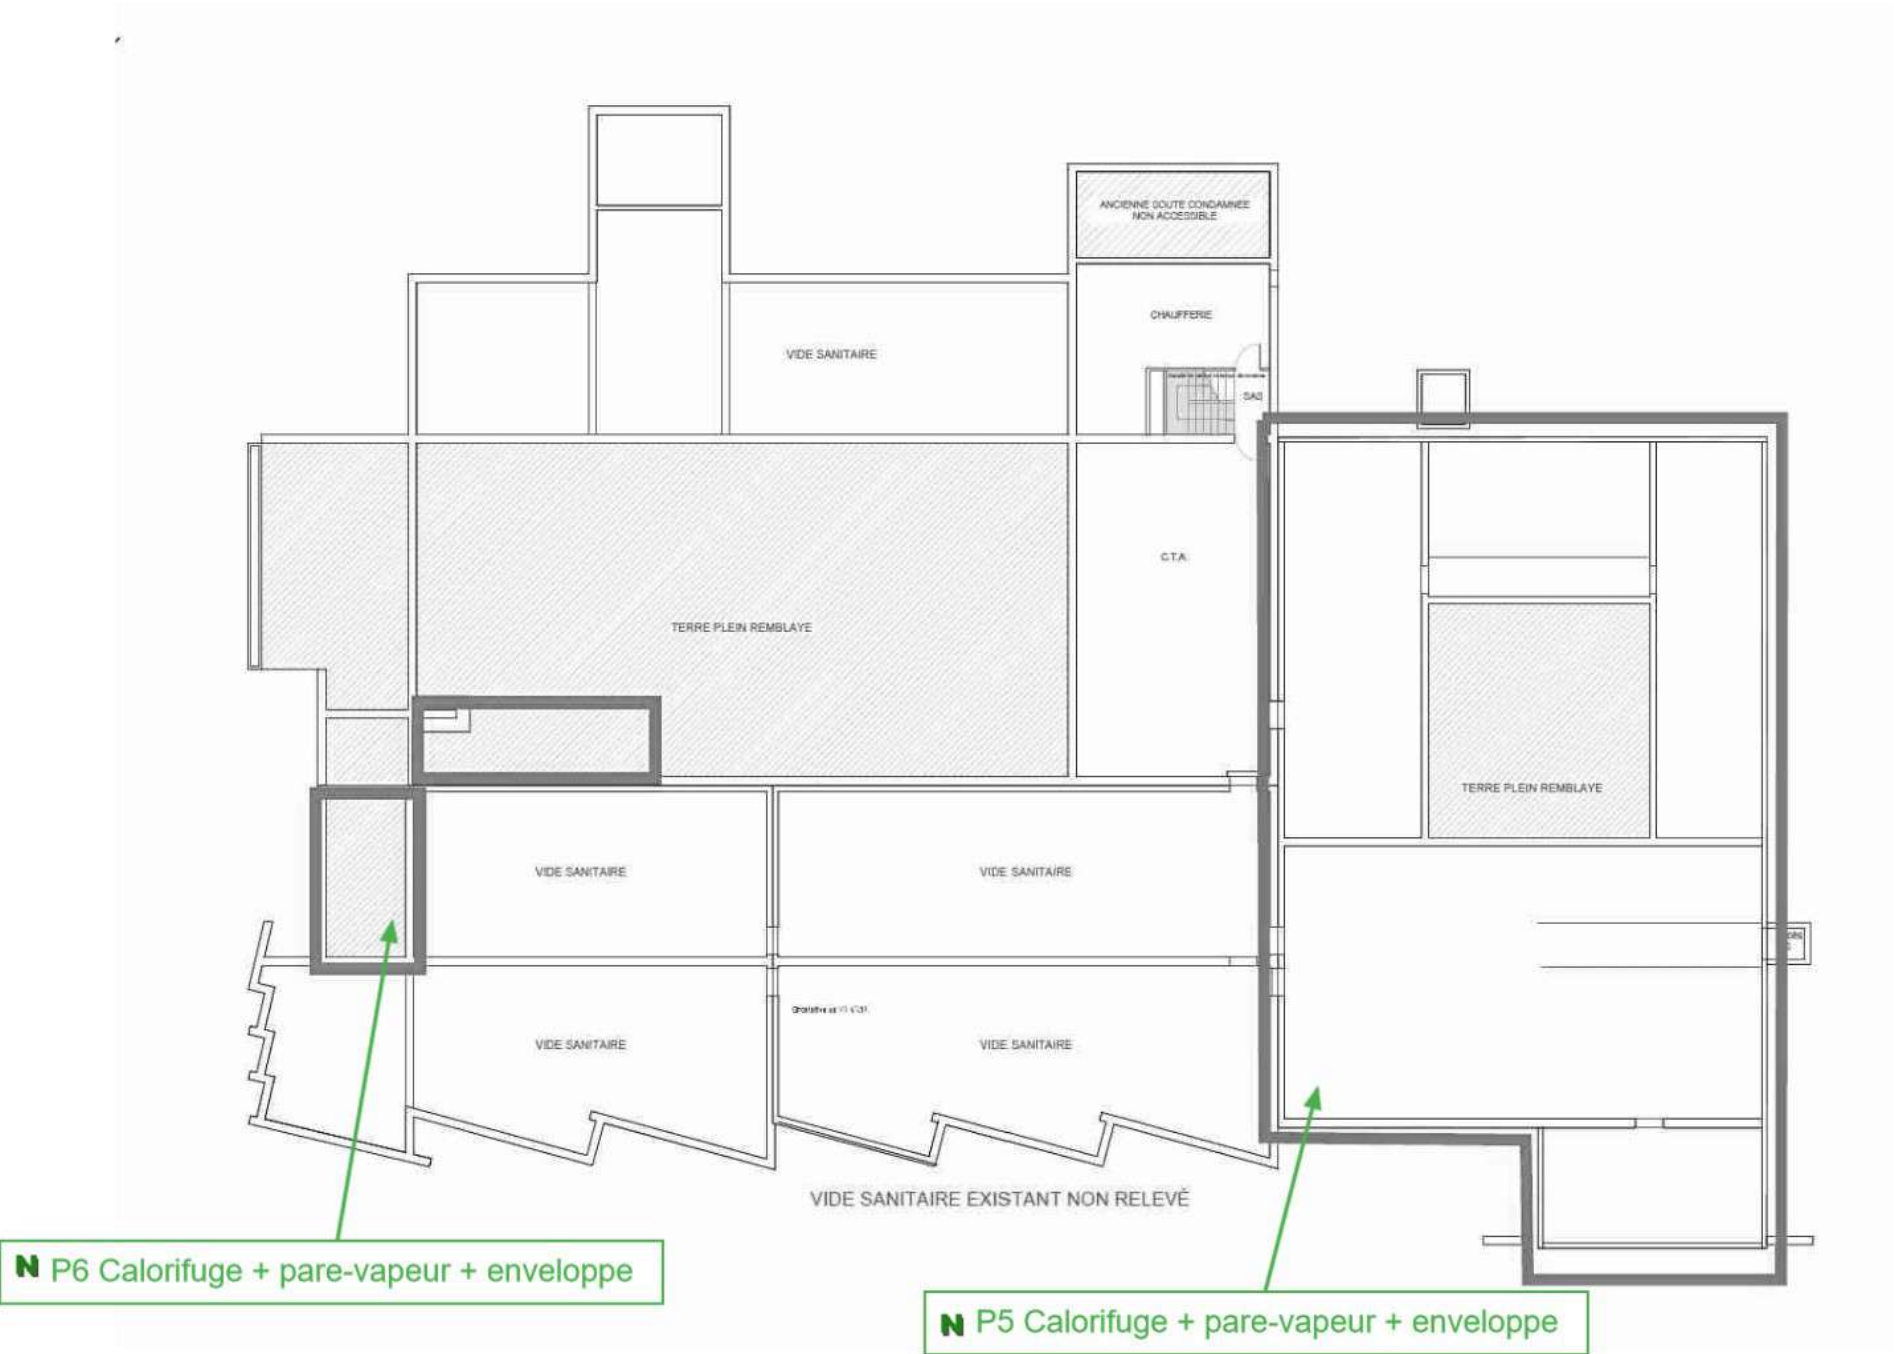 ANCIENNE SOUTE CONDAMNEE
NON ACCESSIBLE
CHAUFFERIE
VIDE SANITAIRE
SAS
C.T.A.
TERRE PLEIN REMBLAYE
TERRE PLEIN REMBLAYE
VIDE SANITAIRE
VIDE SANITAIRE
VIDE SANITAIRE
VIDE SANITAIRE
VIDE SANITAIRE EXISTANT NON RELEVÉ
N P6 Calorifuge + pare-vapeur + enveloppe
N P5 Calorifuge + pare-vapeur + enveloppe